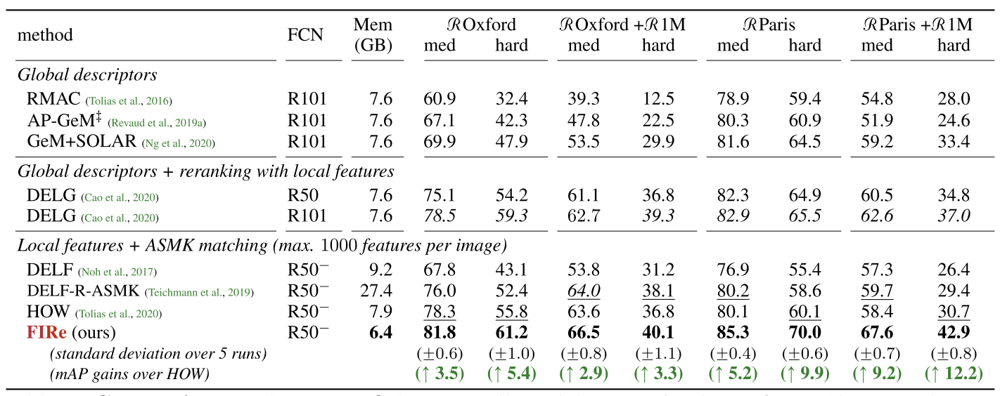 method FCN Mem (GB) ℛOxford ℛOxford +ℛ1M ℛParis ℛParis +ℛ1M
med hard med hard med hard med hard
Global descriptors
RMAC (Tolias et al., 2016) R101 7.6 60.9 32.4 39.3 12.5 78.9 59.4 54.8 28.0
AP-GeM‡ (Revaud et al., 2019a) R101 7.6 67.1 42.3 47.8 22.5 80.3 60.9 51.9 24.6
GeM+SOLAR (Ng et al., 2020) R101 7.6 69.9 47.9 53.5 29.9 81.6 64.5 59.2 33.4
Global descriptors + reranking with local features
DELG (Cao et al., 2020) R50 7.6 75.1 54.2 61.1 36.8 82.3 64.9 60.5 34.8
DELG (Cao et al., 2020) R101 7.6 78.5 59.3 62.7 39.3 82.9 65.5 62.6 37.0
Local features + ASMK matching (max. 1000 features per image)
DELF (Noh et al., 2017) R50⁻ 9.2 67.8 43.1 53.8 31.2 76.9 55.4 57.3 26.4
DELF-R-ASMK (Teichmann et al., 2019) R50⁻ 27.4 76.0 52.4 64.0 38.1 80.2 58.6 59.7 29.4
HOW (Tolias et al., 2020) R50⁻ 7.9 78.3 55.8 63.6 36.8 80.1 60.1 58.4 30.7
FIRe (ours) R50⁻ 6.4 81.8 61.2 66.5 40.1 85.3 70.0 67.6 42.9
(standard deviation over 5 runs) (±0.6) (±1.0) (±0.8) (±1.1) (±0.4) (±0.6) (±0.7) (±0.8)
(mAP gains over HOW) (↑ 3.5) (↑ 5.4) (↑ 2.9) (↑ 3.3) (↑ 5.2) (↑ 9.9) (↑ 9.2) (↑ 12.2)